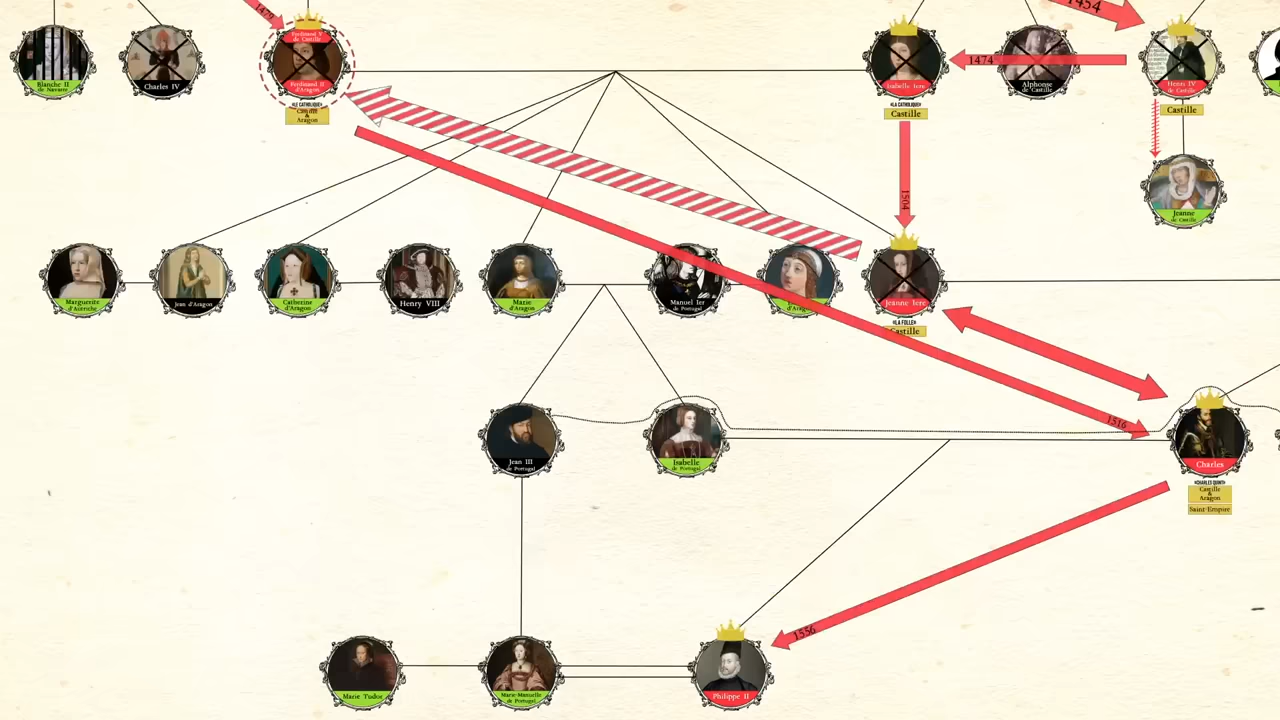 1479
1454
Blanche II
de Navarre
Charles IV
Ferdinand V
de Castille
Ferdinand II
d'Aragon
«LE CATHOLIQUE»
Castille
&
Aragon
Isabelle Iere
«LA CATHOLIQUE»
Castille
1474
Alphonse
de Castille
Henri IV
de Castille
Castille
1504
Jeanne
de Castille
Marguerite
d'Autriche
Jean d'Aragon
Catherine
d'Aragon
Henry VIII
Marie
d'Aragon
Manuel Ier
de Portugal
d'Aragon
Jeanne Iere
«LA FOLLE»
Castille
1516
Jean III
de Portugal
Isabelle
de Portugal
Charles
«CHARLES QUINT»
Castille
&
Aragon
Saint-Empire
1556
Marie Tudor
Marie-Manuelle
de Portugal
Philippe II